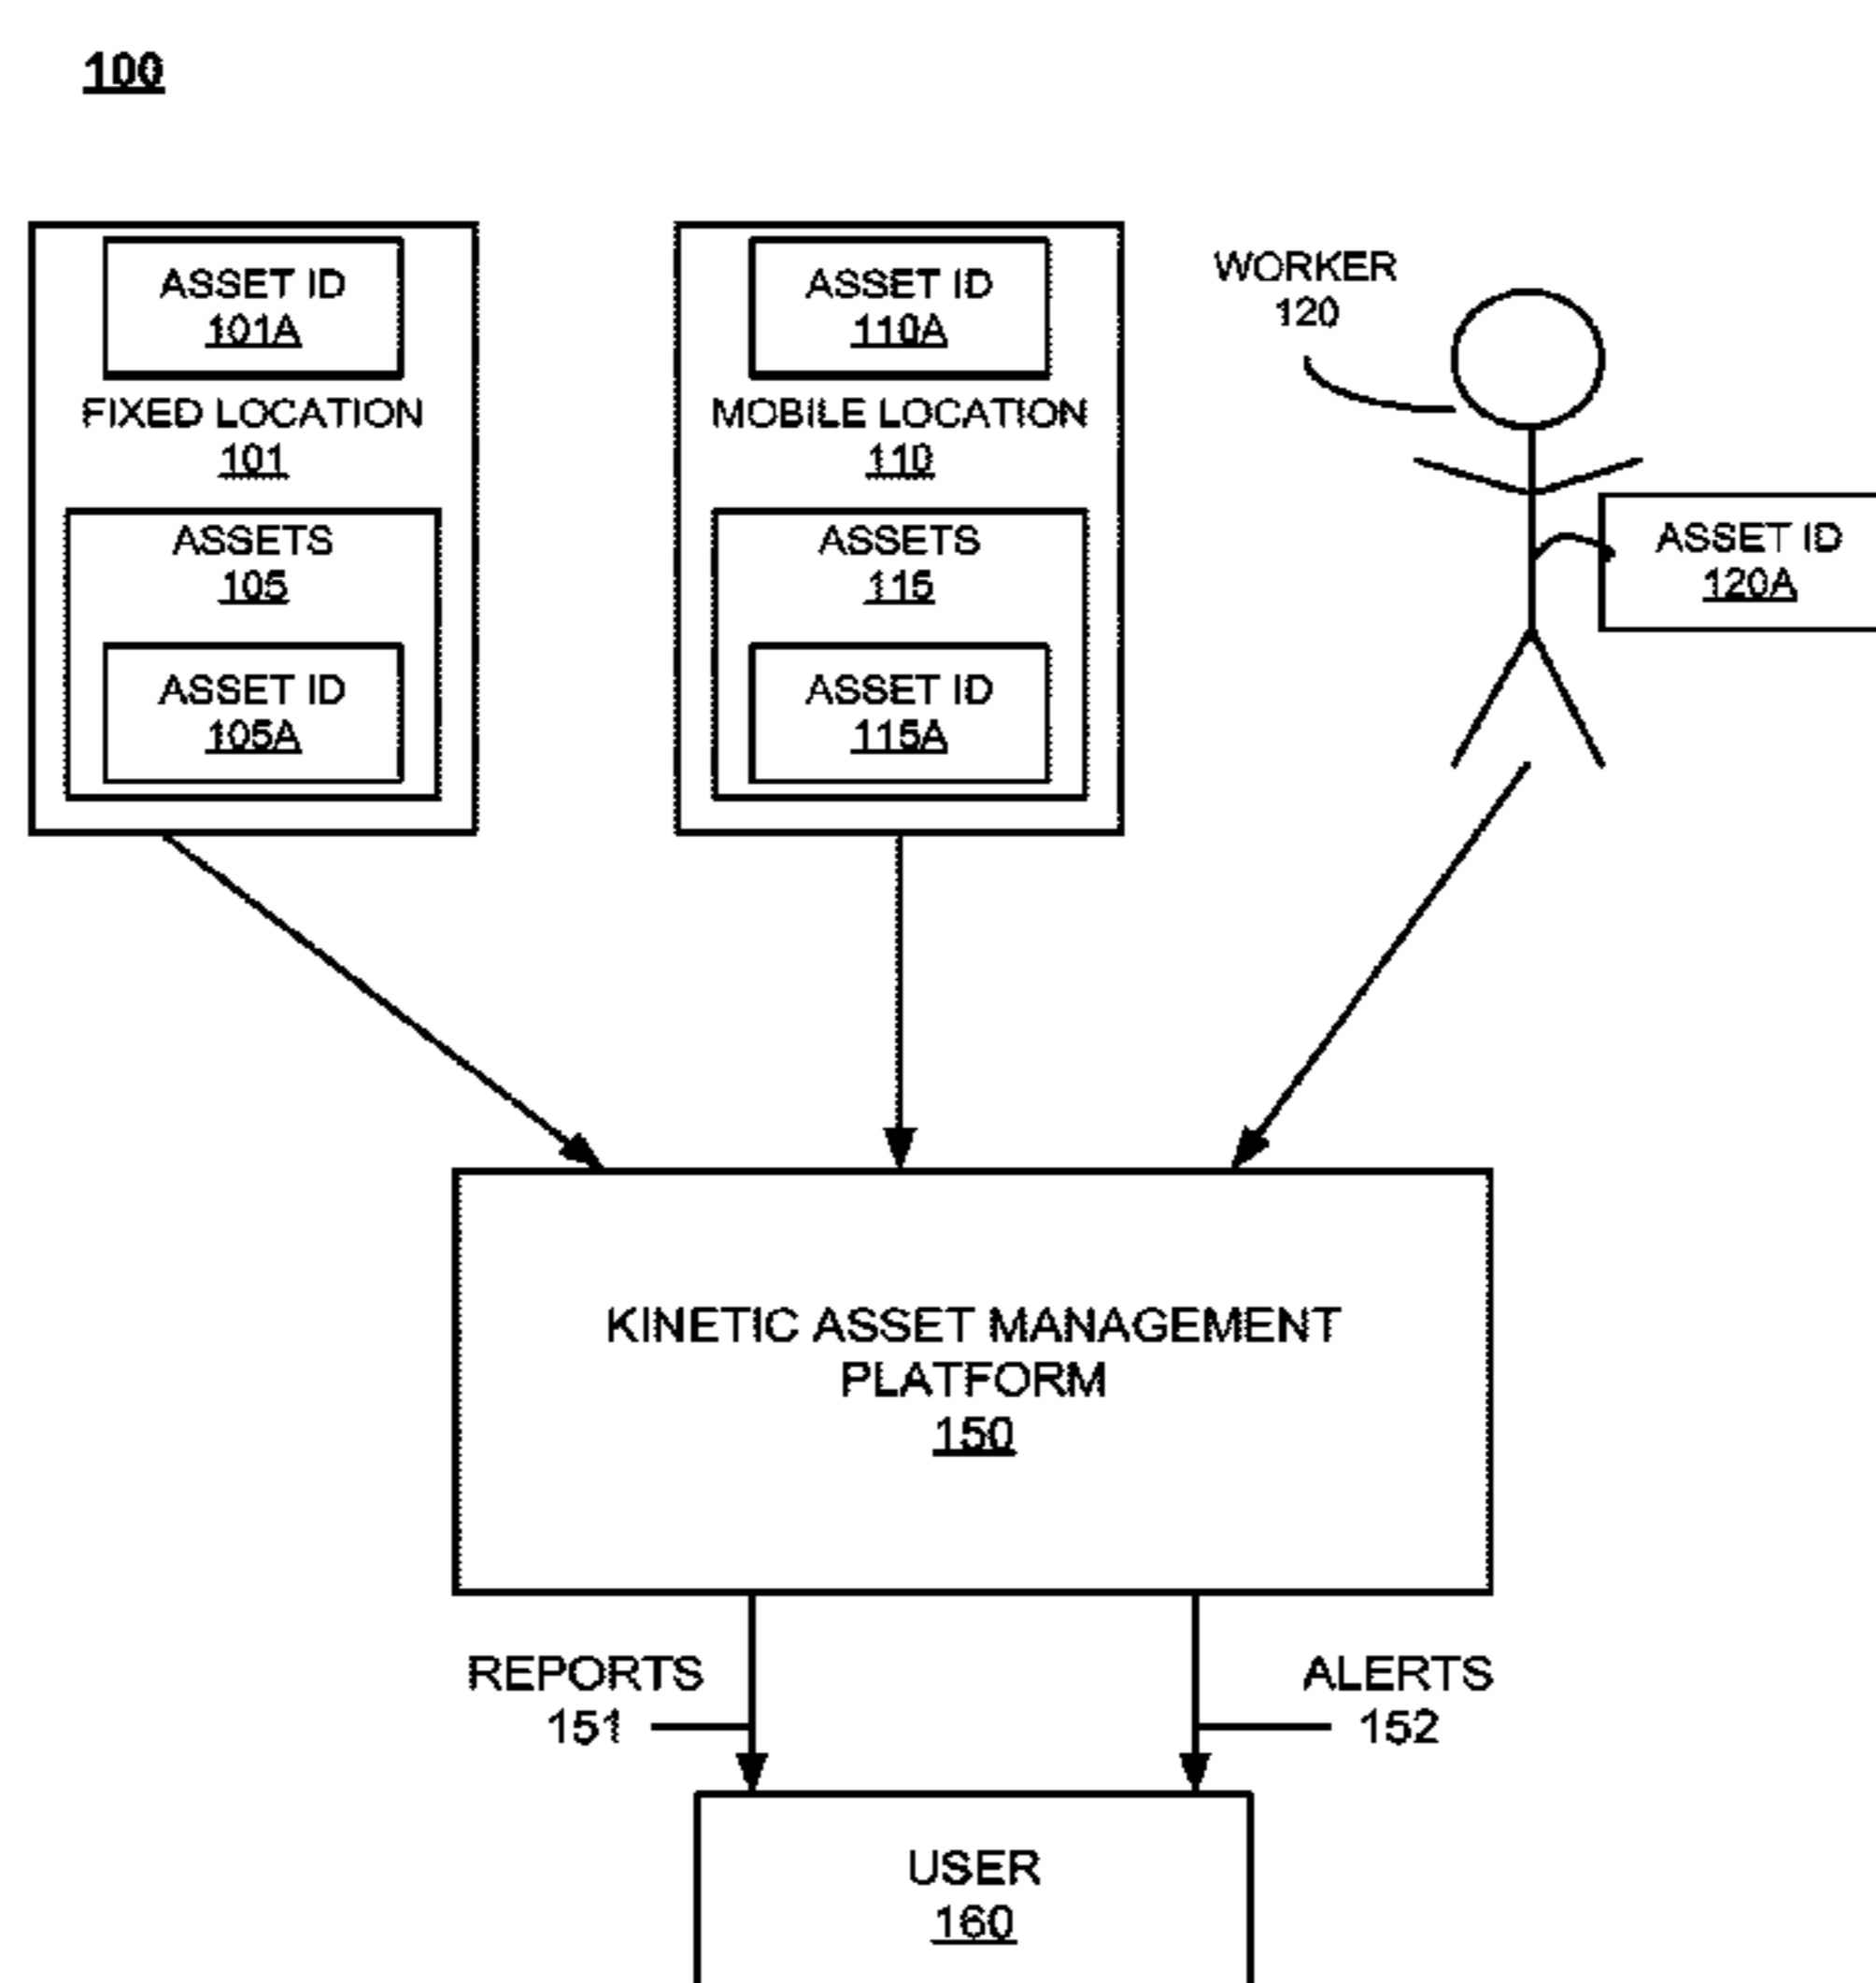 100
ASSET ID
101A
FIXED LOCATION
101
ASSETS
105
ASSET ID
105A
ASSET ID
110A
MOBILE LOCATION
110
ASSETS
115
ASSET ID
115A
WORKER
120
ASSET ID
120A
KINETIC ASSET MANAGEMENT
PLATFORM
150
REPORTS
151
ALERTS
152
USER
160